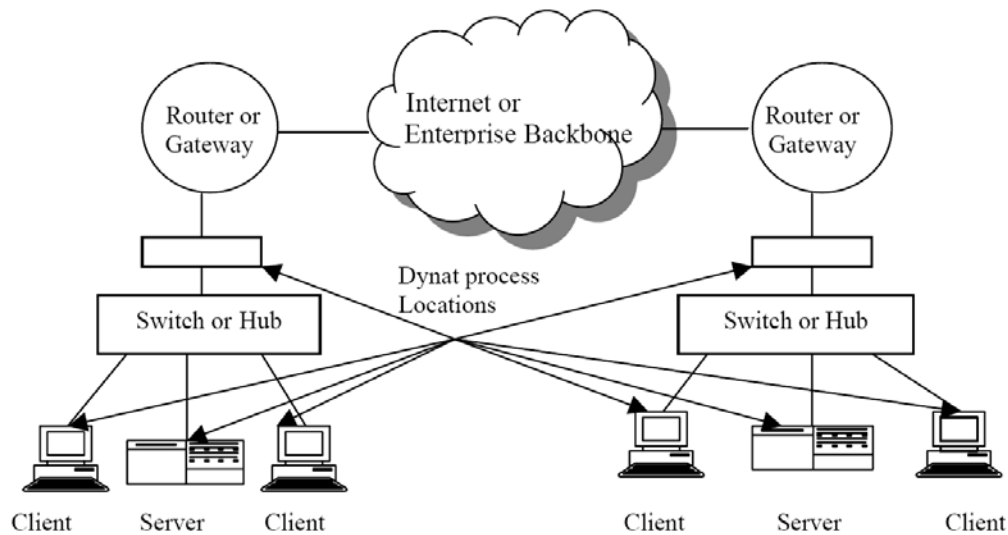 Router or
Gateway
Internet or
Enterprise Backbone
Router or
Gateway
Dynat process
Locations
Switch or Hub
Switch or Hub
Client
Server
Client
Client
Server
Client